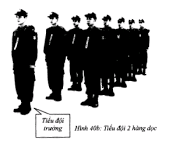 Tiểu đội
trưởng
Hình 40b: Tiểu đội 2 hàng dọc